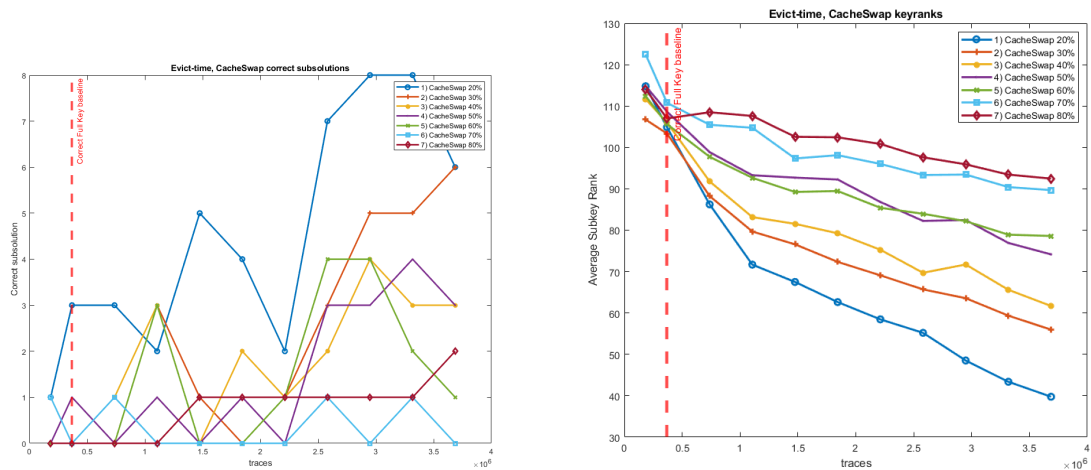 Evict-time, CacheSwap correct subsolutions
8
7
6
5
4
3
2
1
0
Correct subsolution
Correct Full Key baseline
1) CacheSwap 20%
2) CacheSwap 30%
3) CacheSwap 40%
4) CacheSwap 50%
5) CacheSwap 60%
6) CacheSwap 70%
7) CacheSwap 80%
0 0.5 1 1.5 2 2.5 3 3.5 4
traces
×10⁶
Evict-time, CacheSwap keyranks
130
120
110
100
90
80
70
60
50
40
30
Average Subkey Rank
Correct Full Key baseline
1) CacheSwap 20%
2) CacheSwap 30%
3) CacheSwap 40%
4) CacheSwap 50%
5) CacheSwap 60%
6) CacheSwap 70%
7) CacheSwap 80%
0 0.5 1 1.5 2 2.5 3 3.5 4
traces
×10⁶